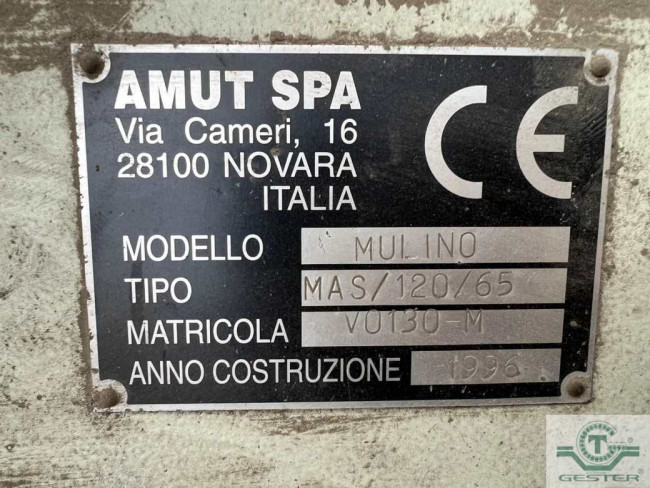 AMUT SPA
Via Cameri, 16
28100 NOVARA
ITALIA
CE
MODELLO MULINO
TIPO MAS/120/65
MATRICOLA V0130-M
ANNO COSTRUZIONE 1996
T
GESTER